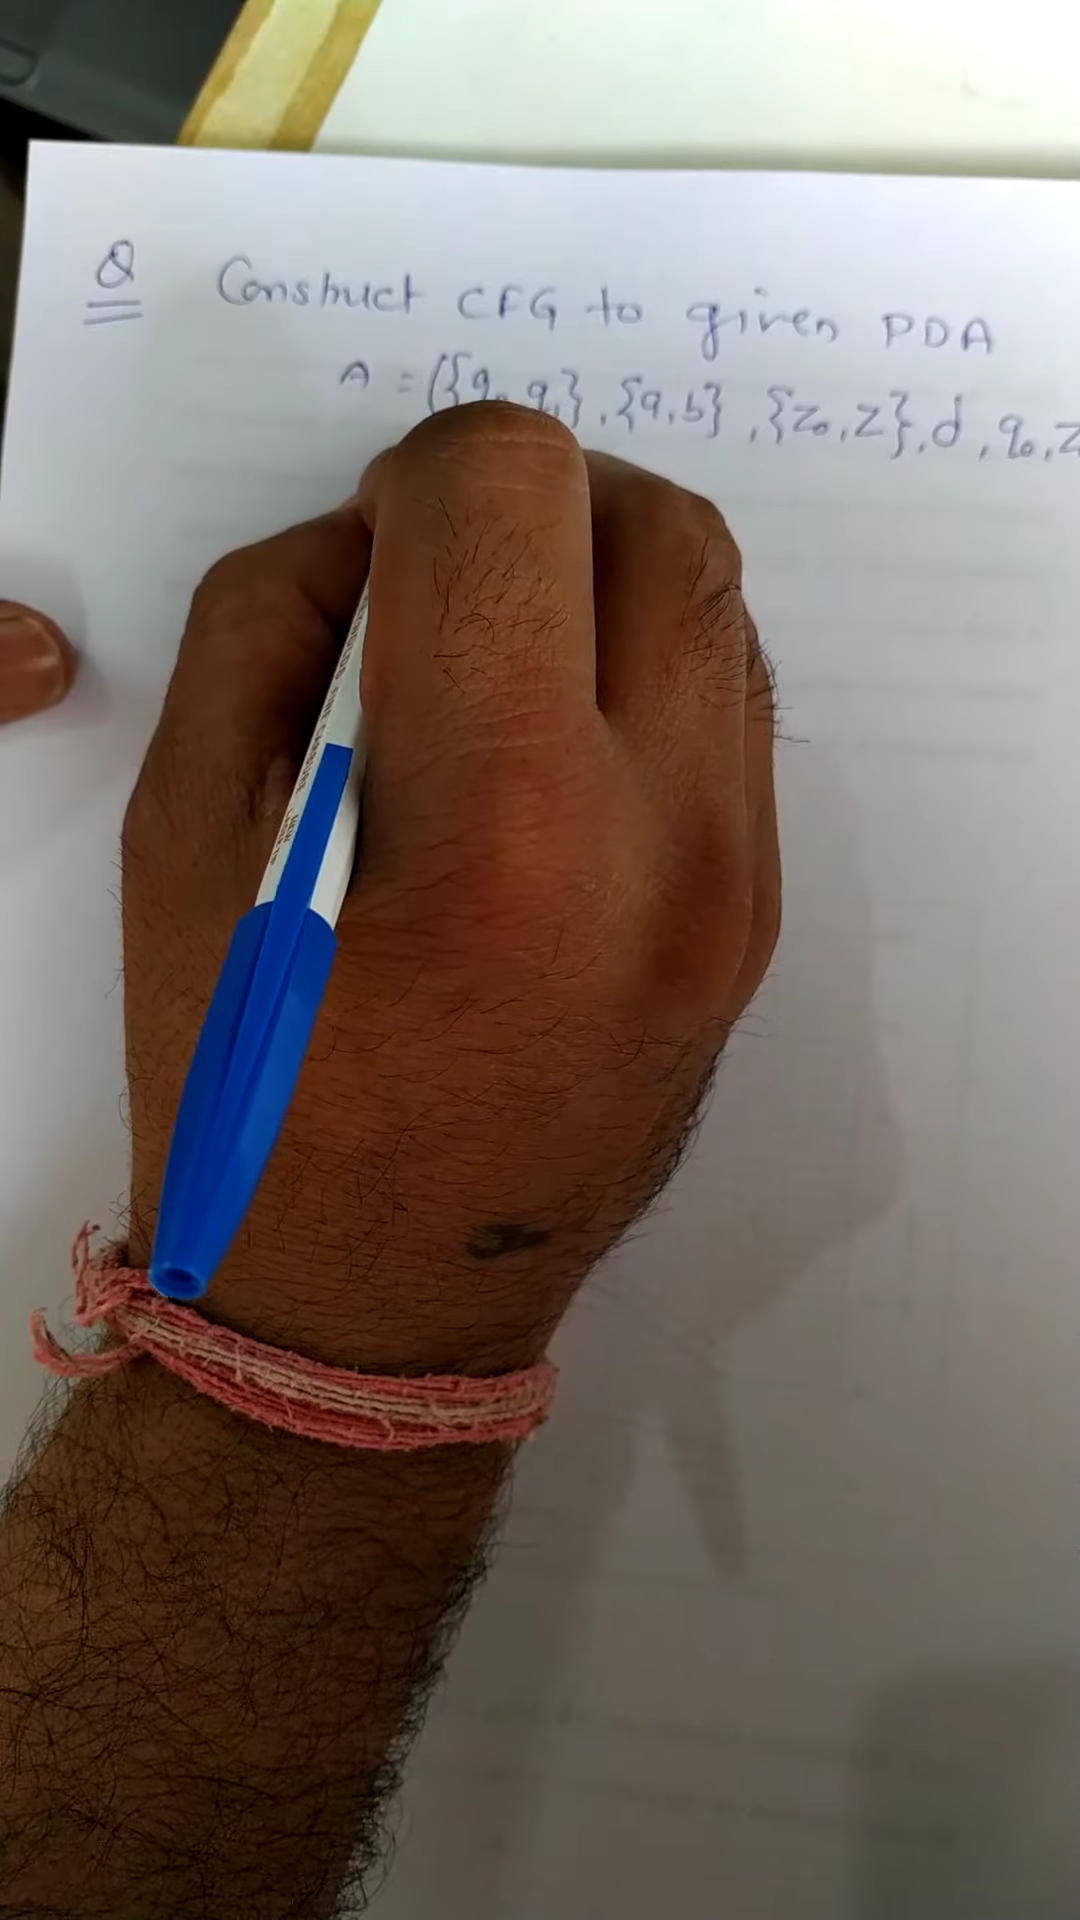 Q Construct CFG to given PDA
A = ({q₀, q₁}, {a,b}, {z₀,z}, d, q₀, z